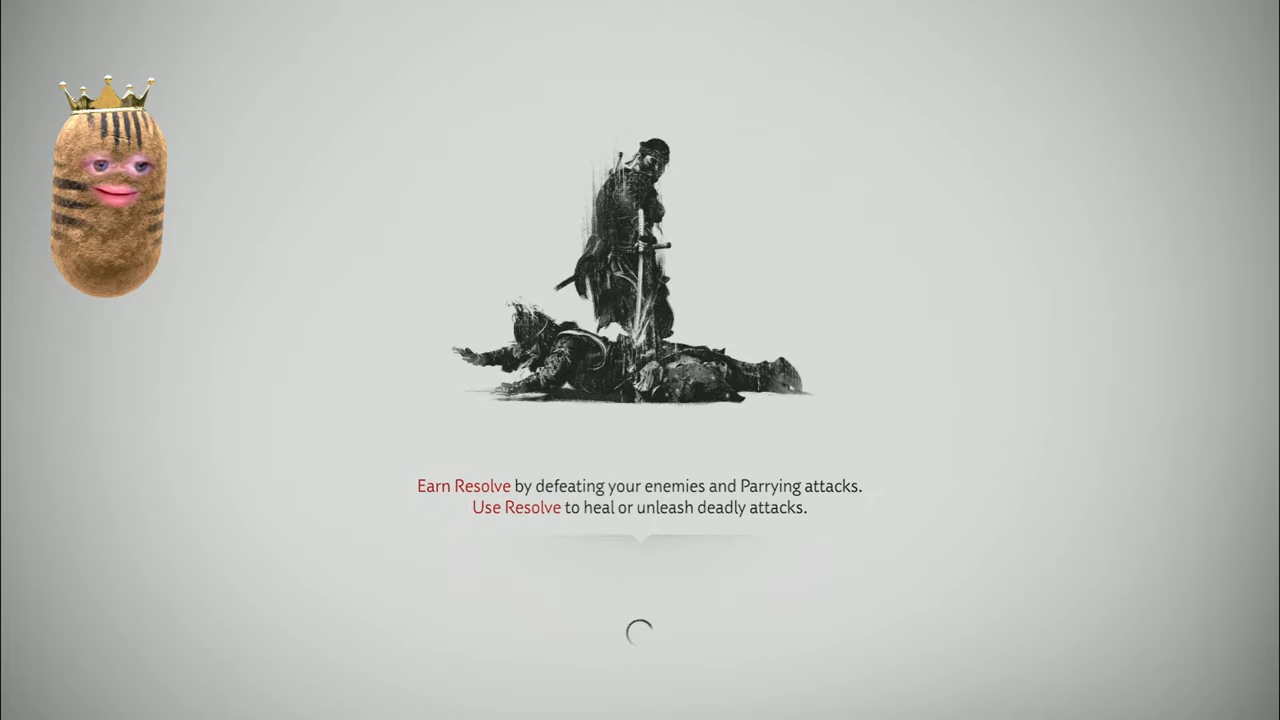 Earn Resolve by defeating your enemies and Parrying attacks.
Use Resolve to heal or unleash deadly attacks.